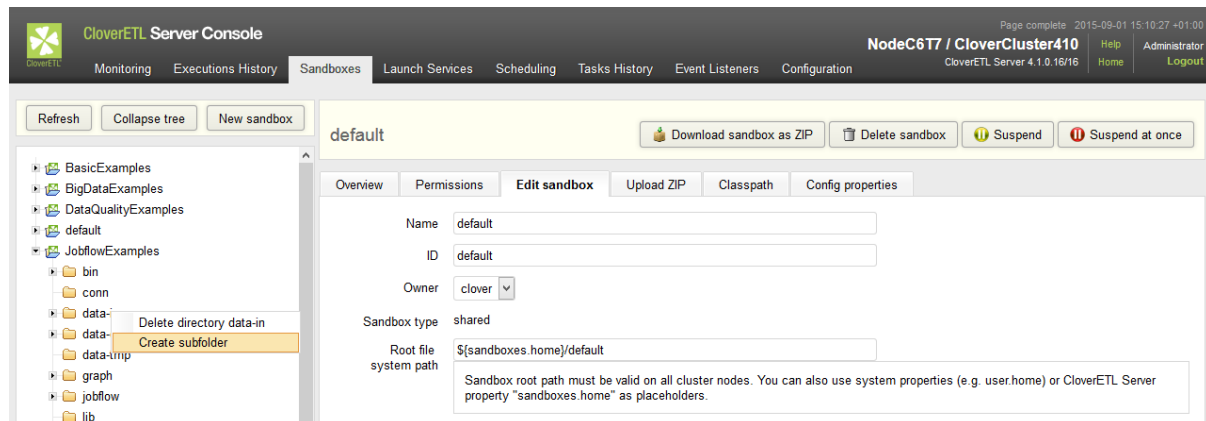 Page complete 2015-09-01 15:10:27 +01:00
CloverETL Server Console
NodeC6T7 / CloverCluster410 Help Administrator
CloverETL Server 4.1.0.16/16 Home Logout
CloverETL
Monitoring Executions History Sandboxes Launch Services Scheduling Tasks History Event Listeners Configuration
Refresh Collapse tree New sandbox
default Download sandbox as ZIP Delete sandbox Suspend Suspend at once
BasicExamples
BigDataExamples
DataQualityExamples
default
JobflowExamples
bin
conn
data-
data-
data-tmp
graph
jobflow
lib
Delete directory data-in
Create subfolder
Overview Permissions Edit sandbox Upload ZIP Classpath Config properties
Name default
ID default
Owner clover
Sandbox type shared
Root file system path ${sandboxes.home}/default
Sandbox root path must be valid on all cluster nodes. You can also use system properties (e.g. user.home) or CloverETL Server
property "sandboxes.home" as placeholders.